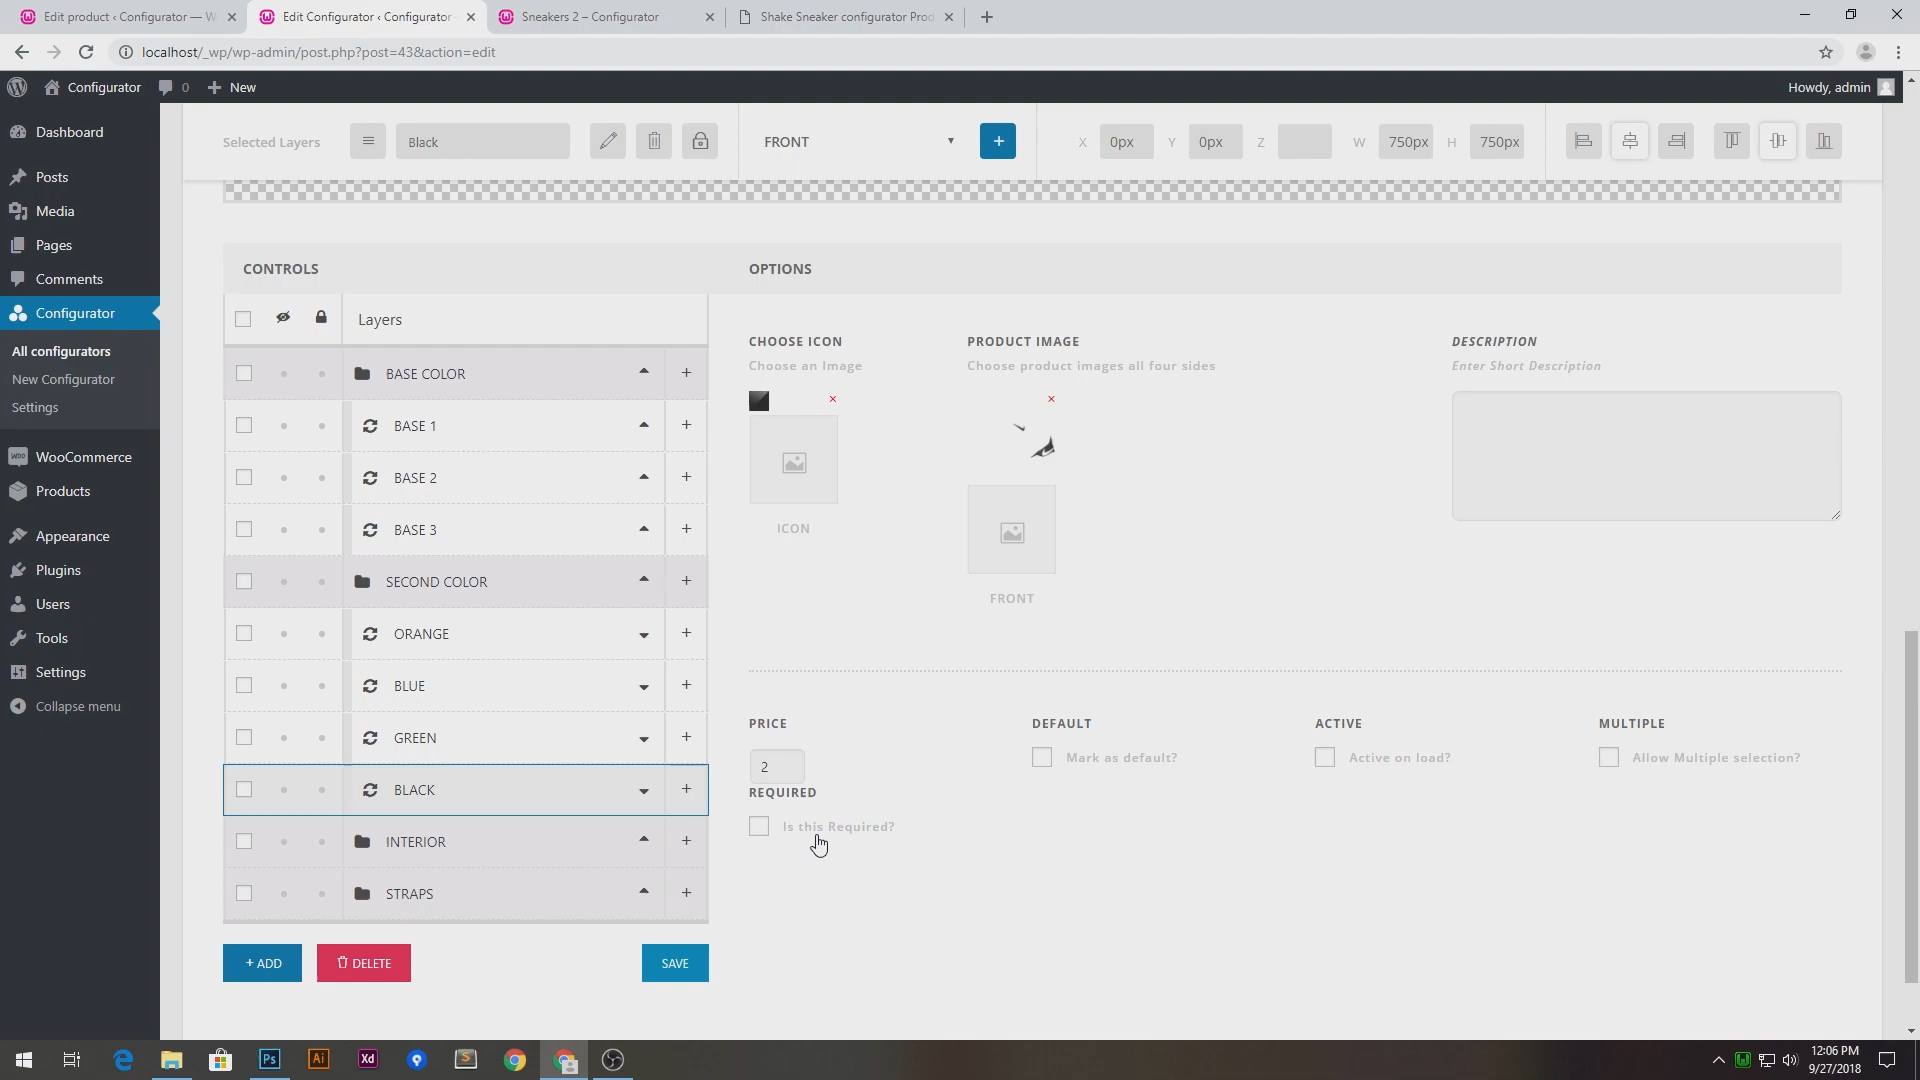 Edit product ‹ Configurator — W
Edit Configurator ‹ Configurator
Sneakers 2 – Configurator
Shake Sneaker configurator Prod
localhost/_wp/wp-admin/post.php?post=43&action=edit
Configurator
0
New
Howdy, admin
Dashboard
Posts
Media
Pages
Comments
Configurator
All configurators
New Configurator
Settings
WooCommerce
Products
Appearance
Plugins
Users
Tools
Settings
Collapse menu
Selected Layers
Black
FRONT
+
X
0px
Y
0px
Z
W
750px
H
750px
CONTROLS
Layers
BASE COLOR
BASE 1
BASE 2
BASE 3
SECOND COLOR
ORANGE
BLUE
GREEN
BLACK
INTERIOR
STRAPS
+ ADD
DELETE
SAVE
OPTIONS
CHOOSE ICON
Choose an Image
ICON
PRODUCT IMAGE
Choose product images all four sides
FRONT
DESCRIPTION
Enter Short Description
PRICE
2
DEFAULT
Mark as default?
ACTIVE
Active on load?
MULTIPLE
Allow Multiple selection?
REQUIRED
Is this Required?
Ps
Ai
Xd
12:06 PM
9/27/2018